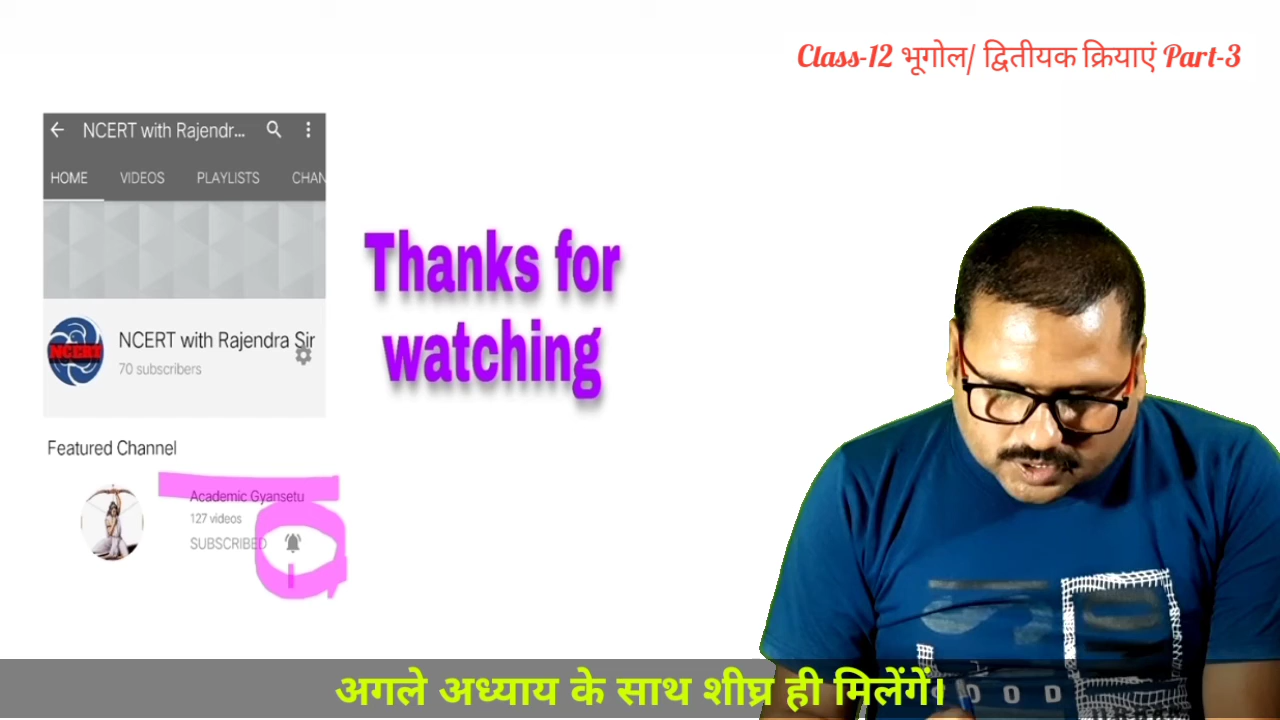 Class-12 भूगोल/ द्वितीयक क्रियाएं Part-3
NCERT with Rajendr...
HOME VIDEOS PLAYLISTS CHAN
NCERT
NCERT with Rajendra Sir
70 subscribers
Thanks for
watching
Featured Channel
Academic Gyansetu
127 videos
SUBSCRIBED
अगले अध्याय के साथ शीघ्र ही मिलेंगें।